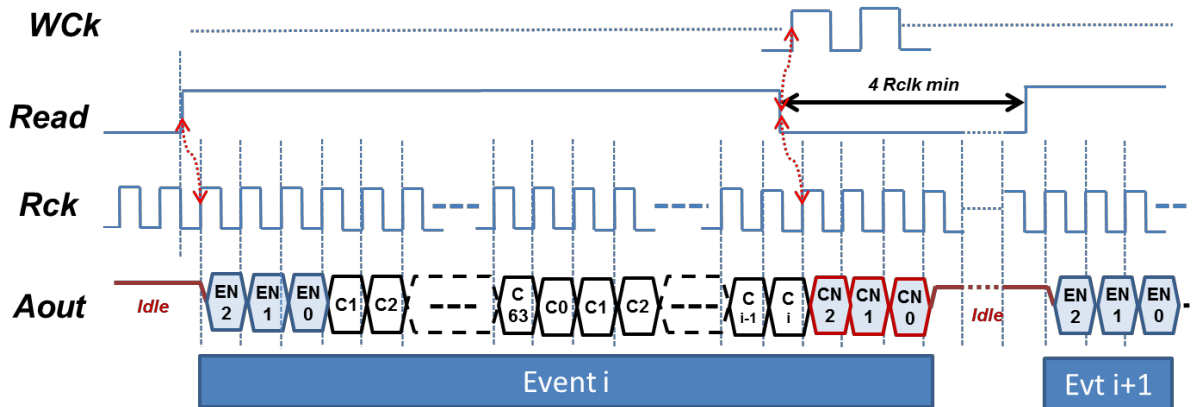 WCk
Read
4 Rclk min
Rck
Aout
Idle
EN 2
EN 1
EN 0
C1
C2
C 63
C0
C1
C2
C i-1
C i
CN 2
CN 1
CN 0
Idle
EN 2
EN 1
EN 0
Event i
Evt i+1